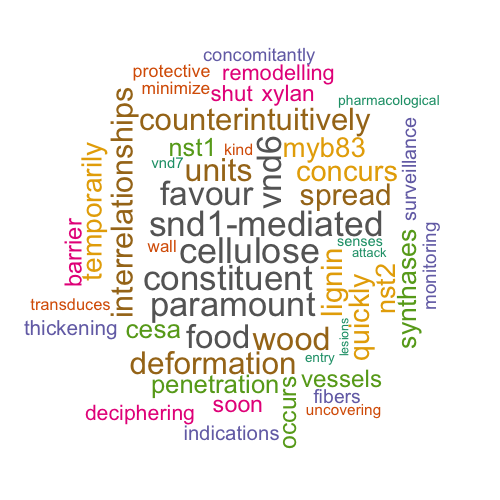 concomitantly
protective
remodelling
minimize
shut
xylan
pharmacological
counterintuitively
interrelationships
temporarily
nst1
kind
vnd6
myb83
vnd7
units
concurs
surveillance
favour
spread
snd1-mediated
barrier
wall
cellulose
senses
attack
monitoring
constituent
lignin
nst2
synthases
transduces
paramount
quickly
thickening
cesa
food
wood
lesions
deformation
entry
penetration
occurs
vessels
fibers
deciphering
soon
uncovering
indications